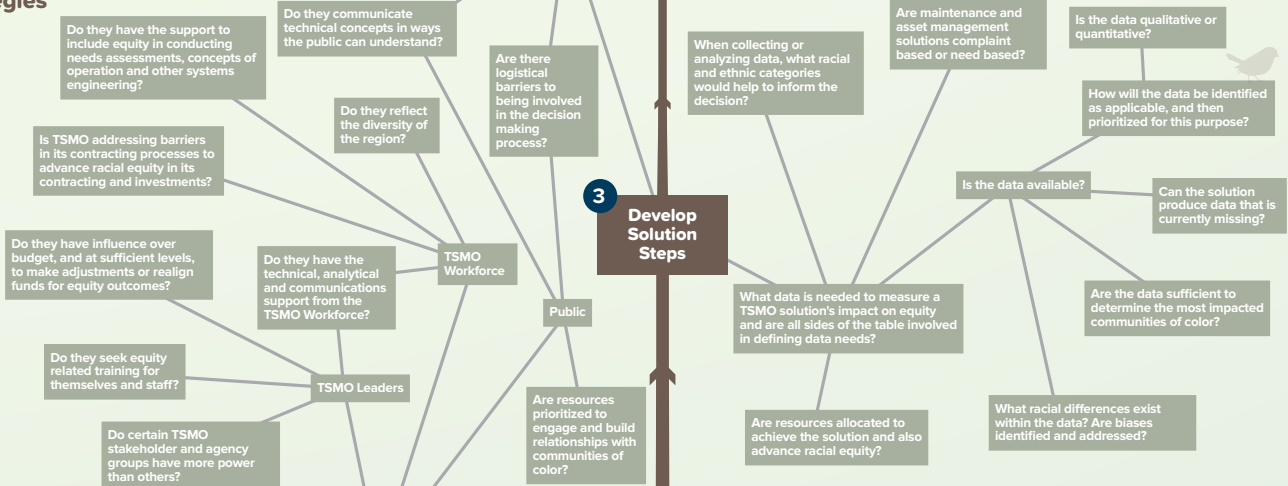 Do they have the support to
include equity in conducting
needs assessments, concepts of
operation and other systems
engineering?
Do they communicate
technical concepts in ways
the public can understand?
Are there
logistical
barriers to
being involved
in the decision
making
process?
Do they reflect
the diversity of
the region?
Is TSMO addressing barriers
in its contracting processes to
advance racial equity in its
contracting and investments?
Do they have influence over
budget, and at sufficient levels,
to make adjustments or realign
funds for equity outcomes?
Do they have the
technical, analytical
and communications
support from the
TSMO Workforce?
TSMO
Workforce
Public
Do they seek equity
related training for
themselves and staff?
TSMO Leaders
Do certain TSMO
stakeholder and agency
groups have more power
than others?
Are resources
prioritized to
engage and build
relationships with
communities of
color?
3
Develop
Solution
Steps
When collecting or
analyzing data, what racial
and ethnic categories
would help to inform the
decision?
Are maintenance and
asset management
solutions complaint
based or need based?
Is the data qualitative or
quantitative?
How will the data be identified
as applicable, and then
prioritized for this purpose?
Is the data available?
Can the solution
produce data that is
currently missing?
What data is needed to measure a
TSMO solution's impact on equity
and are all sides of the table involved
in defining data needs?
Are the data sufficient to
determine the most impacted
communities of color?
Are resources allocated to
achieve the solution and also
advance racial equity?
What racial differences exist
within the data? Are biases
identified and addressed?